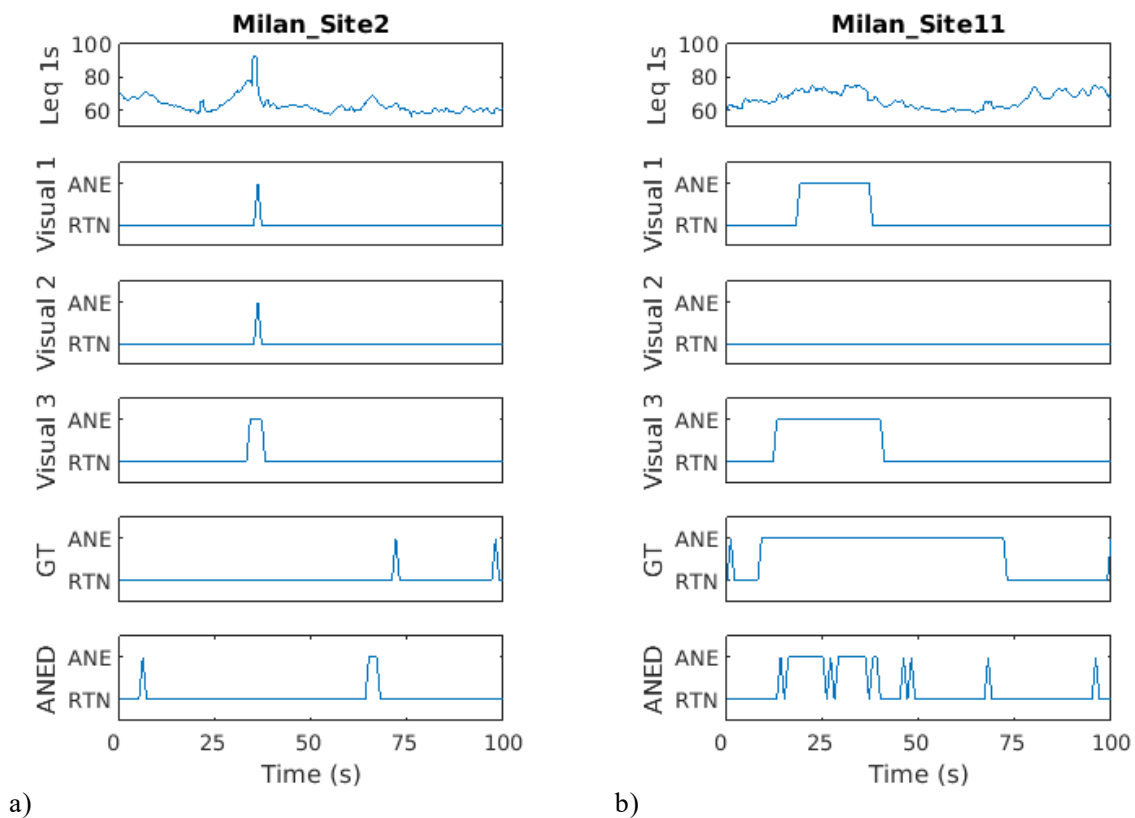 Milan_Site2
100
80
60
Leq 1s
Visual 1
ANE
RTN
Visual 2
ANE
RTN
Visual 3
ANE
RTN
GT
ANE
RTN
ANED
ANE
RTN
0 25 50 75 100
Time (s)
a)
Milan_Site11
100
80
60
Leq 1s
Visual 1
ANE
RTN
Visual 2
ANE
RTN
Visual 3
ANE
RTN
GT
ANE
RTN
ANED
ANE
RTN
0 25 50 75 100
Time (s)
b)